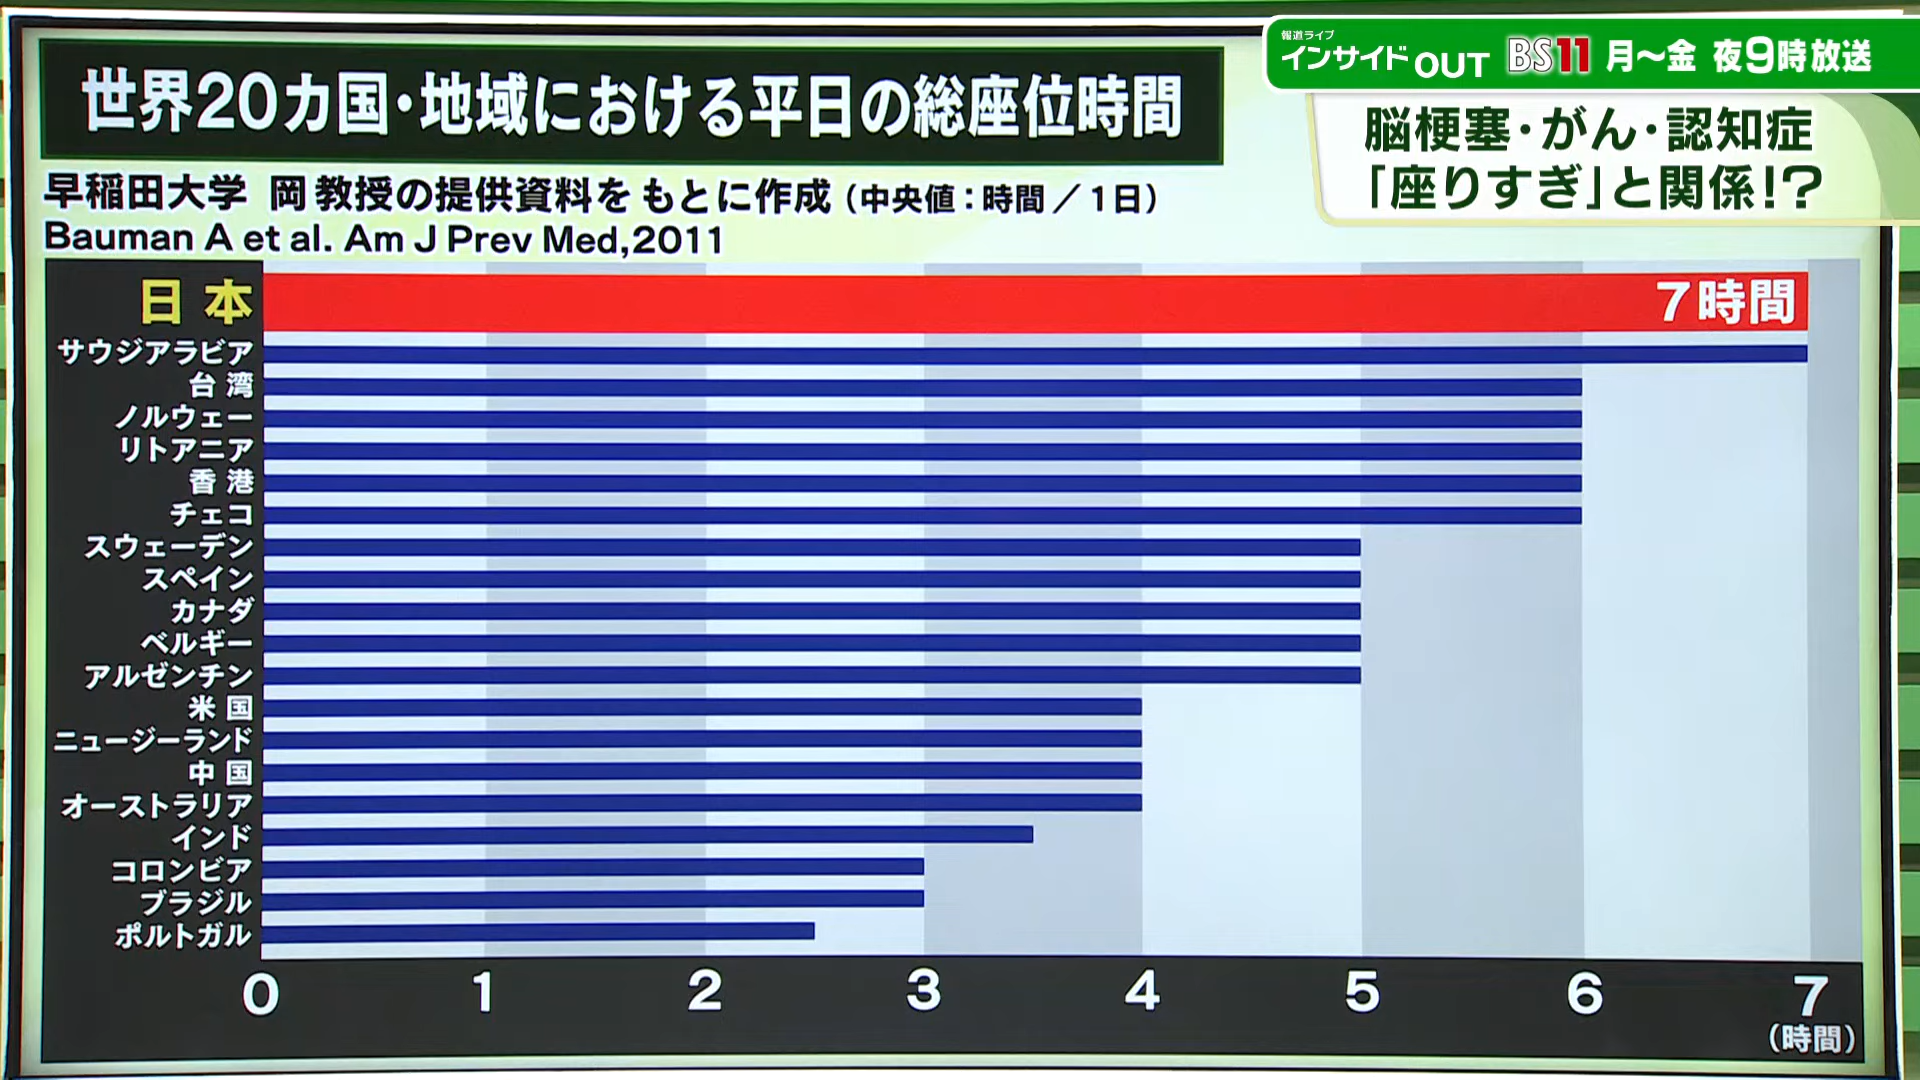 報道ライブ
インサイドOUT BS11 月～金 夜9時放送
脳梗塞・がん・認知症
「座りすぎ」と関係!?
世界20カ国・地域における平日の総座位時間
早稲田大学 岡教授の提供資料をもとに作成（中央値：時間／1日）
Bauman A et al. Am J Prev Med,2011
日本
7時間
サウジアラビア
台湾
ノルウェー
リトアニア
香港
チェコ
スウェーデン
スペイン
カナダ
ベルギー
アルゼンチン
米国
ニュージーランド
中国
オーストラリア
インド
コロンビア
ブラジル
ポルトガル
0 1 2 3 4 5 6 7
（時間）